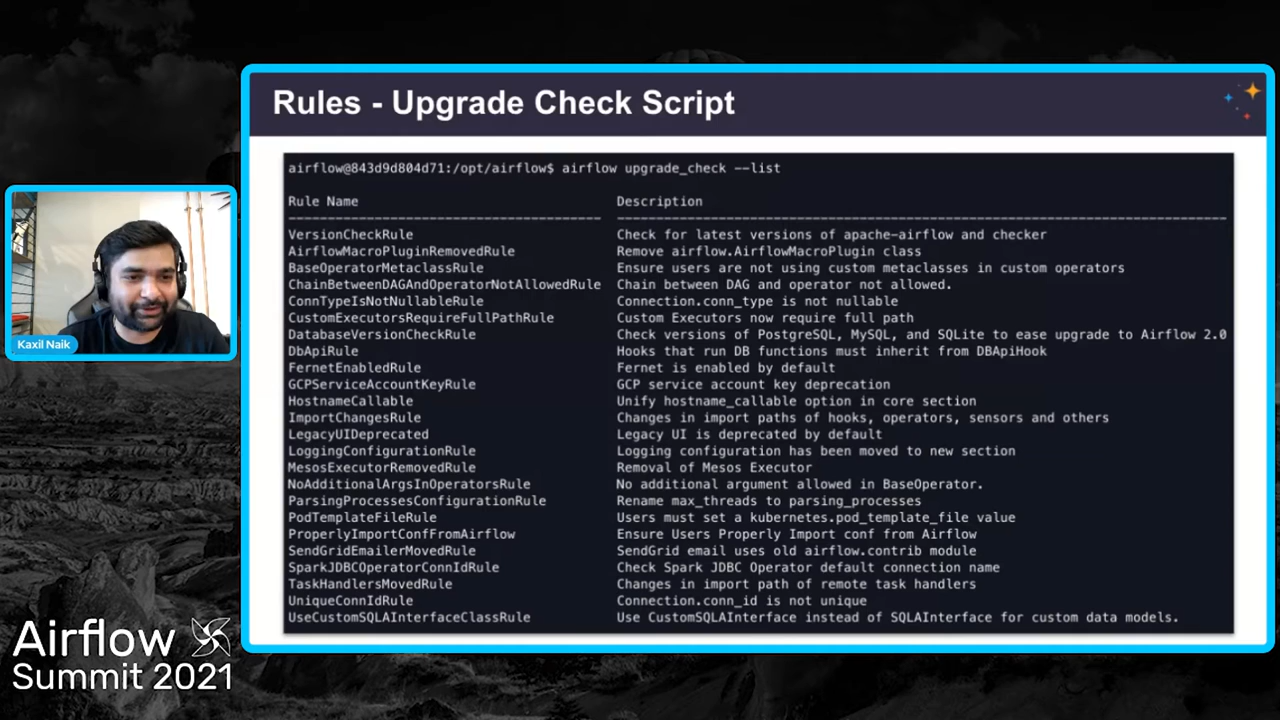 Rules - Upgrade Check Script
airflow@843d9d804d71:/opt/airflow$ airflow upgrade_check --list
Rule Name Description
VersionCheckRule Check for latest versions of apache-airflow and checker
AirflowMacroPluginRemovedRule Remove airflow.AirflowMacroPlugin class
BaseOperatorMetaclassRule Ensure users are not using custom metaclasses in custom operators
ChainBetweenDAGAndOperatorNotAllowedRule Chain between DAG and operator not allowed.
ConnTypeIsNotNullableRule Connection.conn_type is not nullable
CustomExecutorsRequireFullPathRule Custom Executors now require full path
DatabaseVersionCheckRule Check versions of PostgreSQL, MySQL, and SQLite to ease upgrade to Airflow 2.0
DbApiRule Hooks that run DB functions must inherit from DBApiHook
FernetEnabledRule Fernet is enabled by default
GCPServiceAccountKeyRule GCP service account key deprecation
HostnameCallable Unify hostname_callable option in core section
ImportChangesRule Changes in import paths of hooks, operators, sensors and others
LegacyUIDeprecated Legacy UI is deprecated by default
LoggingConfigurationRule Logging configuration has been moved to new section
MesosExecutorRemovedRule Removal of Mesos Executor
NoAdditionalArgsInOperatorsRule No additional argument allowed in BaseOperator.
ParsingProcessesConfigurationRule Rename max_threads to parsing_processes
PodTemplateFileRule Users must set a kubernetes.pod_template_file value
ProperlyImportConfFromAirflow Ensure Users Properly Import conf from Airflow
SendGridEmailerMovedRule SendGrid email uses old airflow.contrib module
SparkJDBCOperatorConnIdRule Check Spark JDBC Operator default connection name
TaskHandlersMovedRule Changes in import path of remote task handlers
UniqueConnIdRule Connection.conn_id is not unique
UseCustomSQLAInterfaceClassRule Use CustomSQLAInterface instead of SQLAInterface for custom data models.
Kaxil Naik
Airflow
Summit 2021